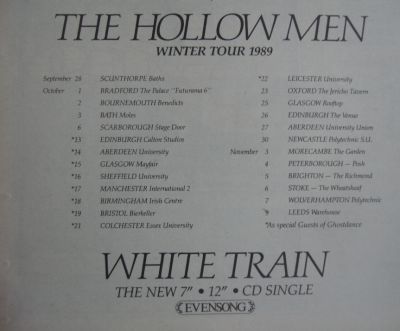 THE HOLLOW MEN
WINTER TOUR 1989
September 28 SCUNTHORPE Baths
October 1 BRADFORD The Palace "Futurama 6"
2 BOURNEMOUTH Benedicts
3 BATH Moles
6 SCARBOROUGH Stage Door
*13 EDINBURGH Calton Studios
*14 ABERDEEN University
*15 GLASGOW Mayfair
*16 SHEFFIELD University
*17 MANCHESTER International 2
*18 BIRMINGHAM Irish Centre
*19 BRISTOL Bierkeller
*21 COLCHESTER Essex University
*22 LEICESTER University
23 OXFORD The Jericho Tavern
25 GLASGOW Rooftop
26 EDINBURGH The Venue
27 ABERDEEN University Union
30 NEWCASTLE Polytechnic S.U.
November 3 MORECAMBE The Garden
4 PETERBOROUGH — Posh
5 BRIGHTON — The Richmond
6 STOKE — The Wheatsheaf
7 WOLVERHAMPTON Polytechnic
9 LEEDS Warehouse
*As special Guests of Ghostdance
WHITE TRAIN
THE NEW 7" • 12" • CD SINGLE
EVENSONG